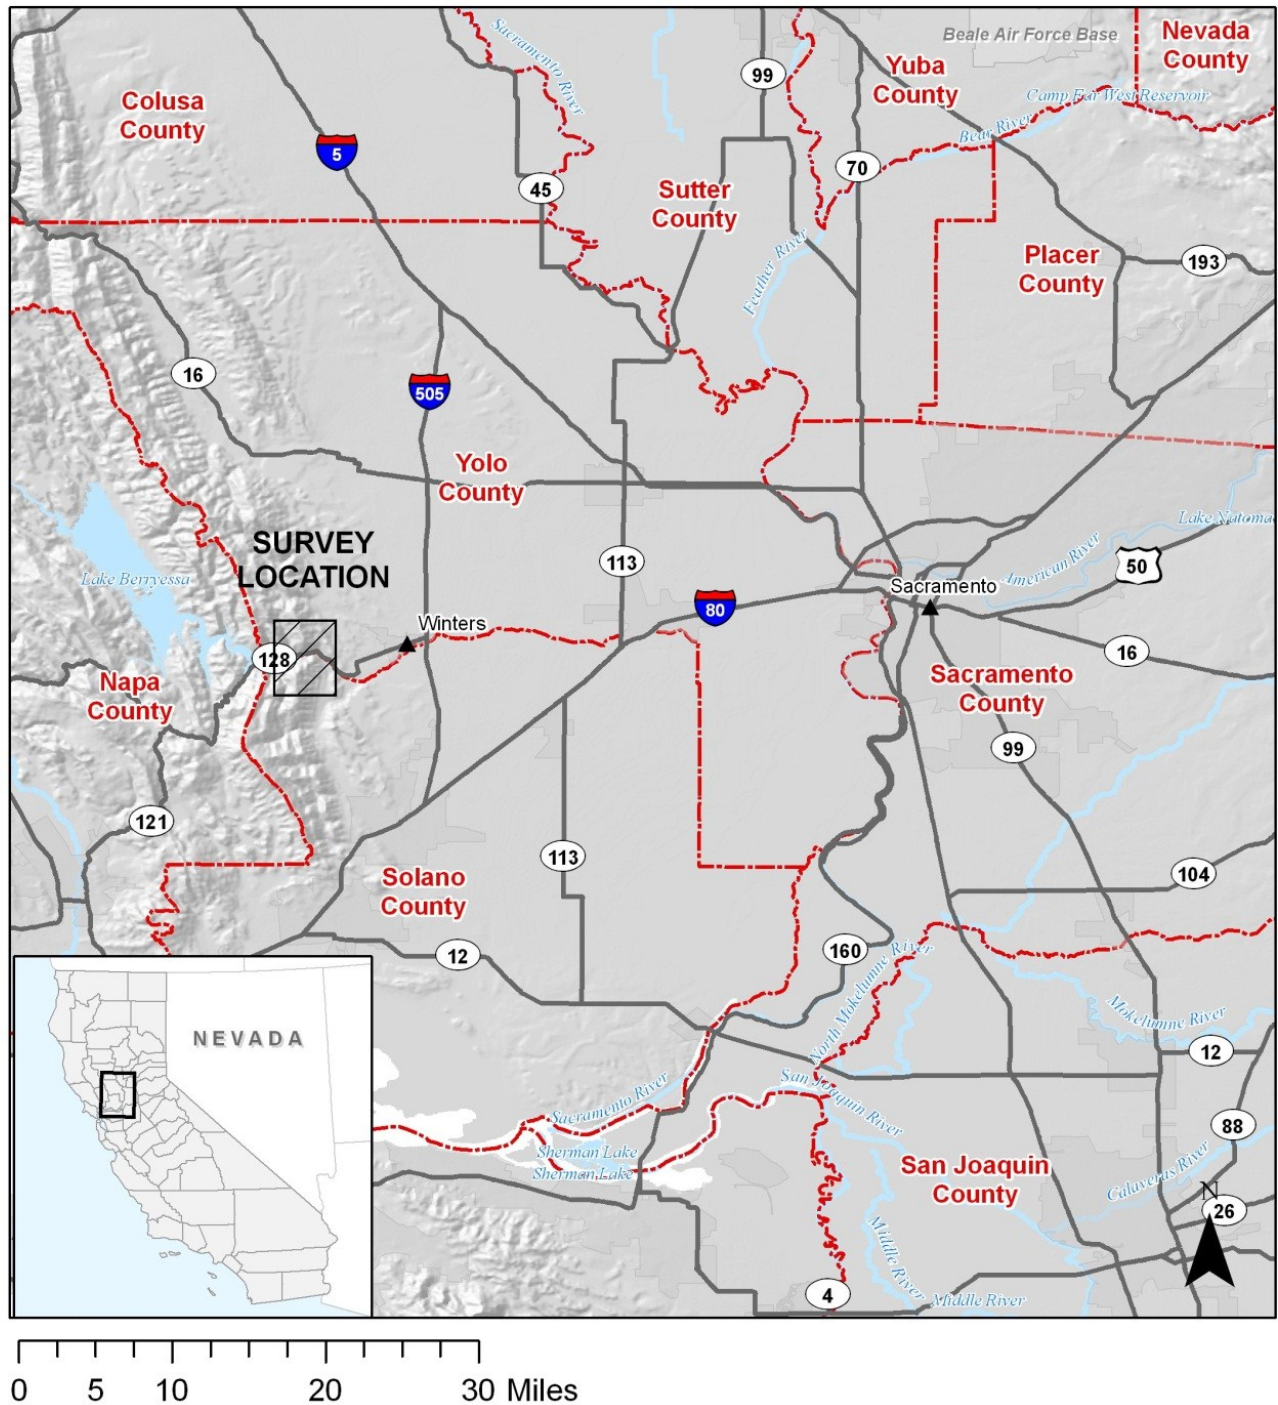 Beale Air Force Base
Nevada
County
Sacramento River
99
Yuba
County
Camp Far West Reservoir
Colusa
County
Bear River
5
70
45
Sutter
County
Feather River
Placer
County
193
16
505
Yolo
County
Lake Natoma
SURVEY
LOCATION
113
American River
50
Lake Berryessa
80
Sacramento
Winters
128
16
Napa
County
Sacramento
County
99
121
113
104
Solano
County
12
160
North Mokelumne River
Mokelumne River
NEVADA
12
San Joaquin River
Sacramento River
88
Sherman Lake
Sherman Lake
San Joaquin
County
Calaveras River
N
26
Middle River
4
Middle River
0 5 10 20 30 Miles